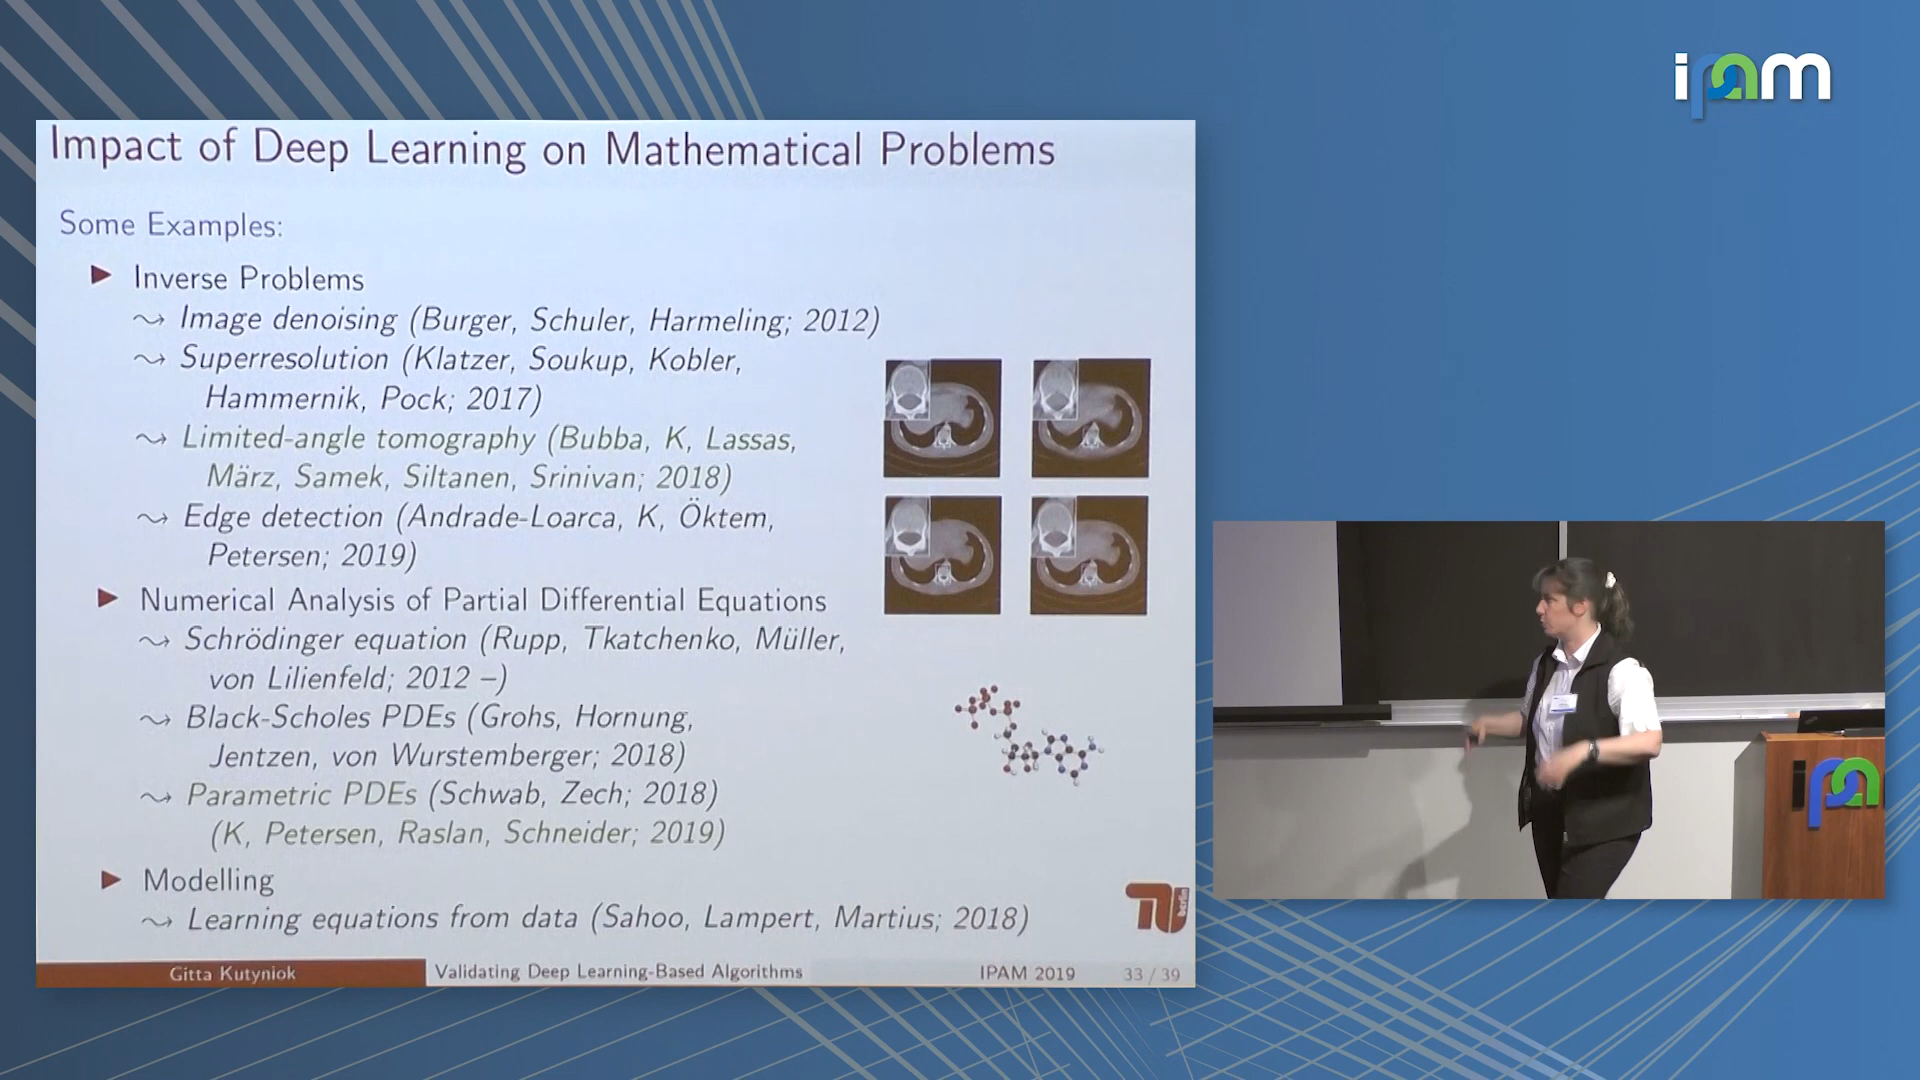 ipam
Impact of Deep Learning on Mathematical Problems
Some Examples:
Inverse Problems
⤳ Image denoising (Burger, Schuler, Harmeling; 2012)
⤳ Superresolution (Klatzer, Soukup, Kobler,
Hammernik, Pock; 2017)
⤳ Limited-angle tomography (Bubba, K, Lassas,
März, Samek, Siltanen, Srinivan; 2018)
⤳ Edge detection (Andrade-Loarca, K, Öktem,
Petersen; 2019)
Numerical Analysis of Partial Differential Equations
⤳ Schrödinger equation (Rupp, Tkatchenko, Müller,
von Lilienfeld; 2012 –)
⤳ Black-Scholes PDEs (Grohs, Hornung,
Jentzen, von Wurstemberger; 2018)
⤳ Parametric PDEs (Schwab, Zech; 2018)
(K, Petersen, Raslan, Schneider; 2019)
Modelling
⤳ Learning equations from data (Sahoo, Lampert, Martius; 2018)
TU berlin
Gitta Kutyniok Validating Deep Learning-Based Algorithms IPAM 2019 33 / 39